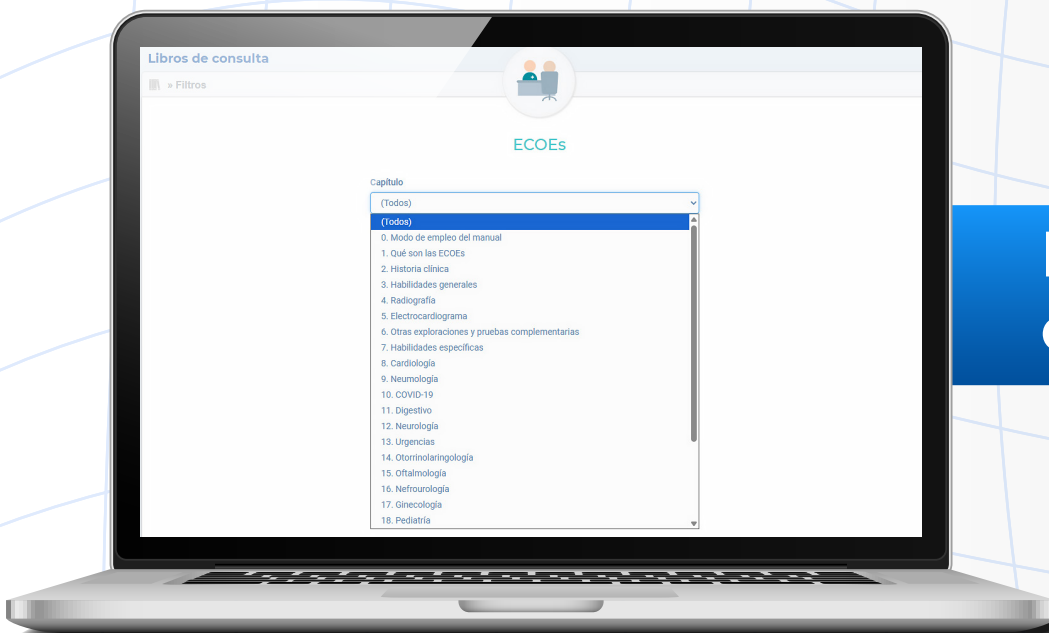 Libros de consulta
» Filtros
ECOEs
Capítulo
(Todos)
(Todos)
0. Modo de empleo del manual
1. Qué son las ECOEs
2. Historia clínica
3. Habilidades generales
4. Radiografía
5. Electrocardiograma
6. Otras exploraciones y pruebas complementarias
7. Habilidades específicas
8. Cardiología
9. Neumología
10. COVID-19
11. Digestivo
12. Neurología
13. Urgencias
14. Otorrinolaringología
15. Oftalmología
16. Nefrourología
17. Ginecología
18. Pediatría